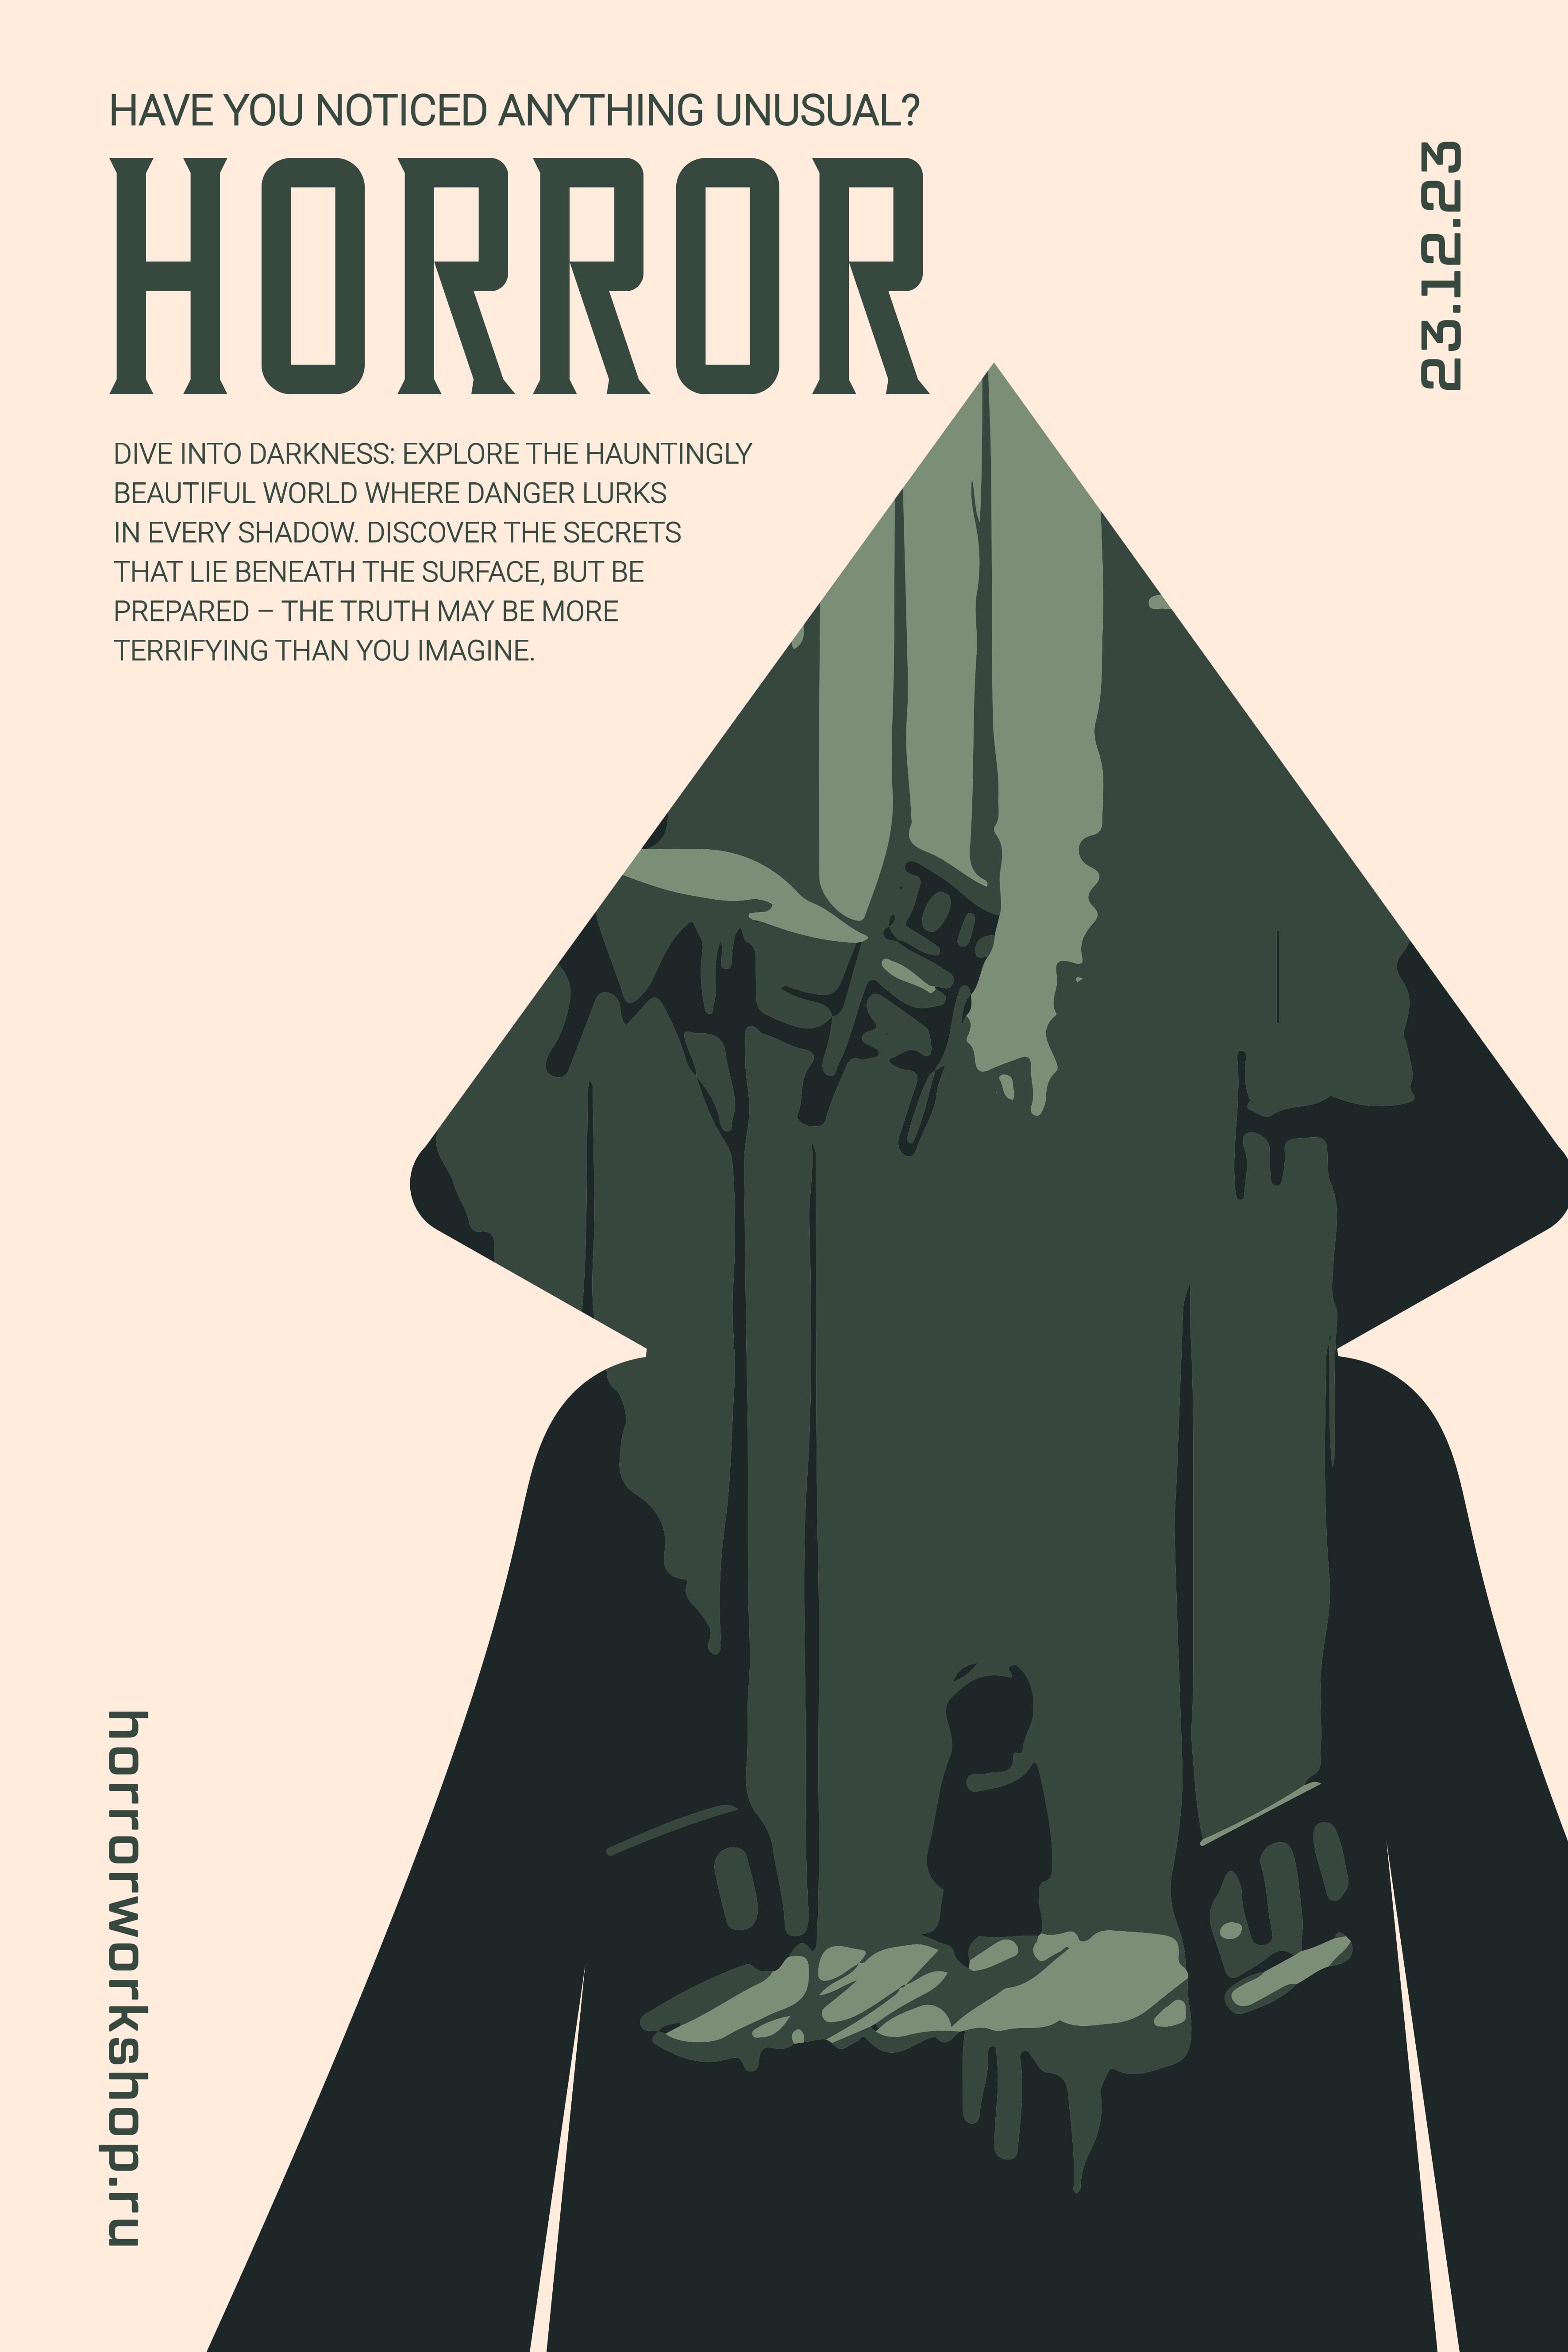 HAVE YOU NOTICED ANYTHING UNUSUAL?
HORROR
23.12.23
DIVE INTO DARKNESS: EXPLORE THE HAUNTINGLY
BEAUTIFUL WORLD WHERE DANGER LURKS
IN EVERY SHADOW. DISCOVER THE SECRETS
THAT LIE BENEATH THE SURFACE, BUT BE
PREPARED – THE TRUTH MAY BE MORE
TERRIFYING THAN YOU IMAGINE.
horrorworkshop.ru